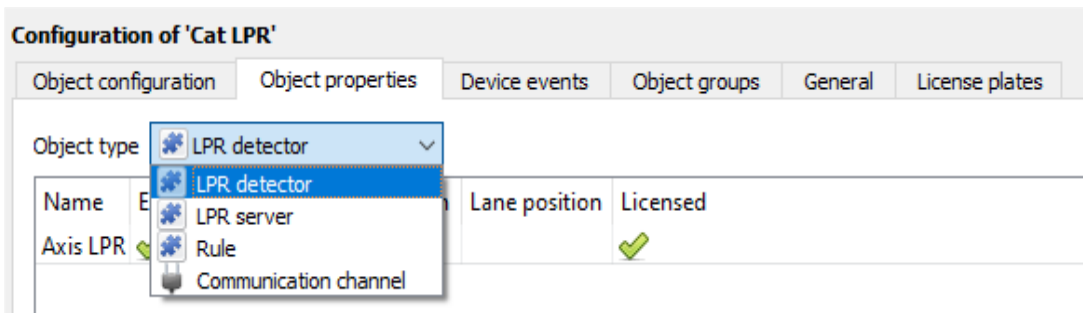 Configuration of 'Cat LPR'
Object configuration Object properties Device events Object groups General License plates
Object type LPR detector
LPR detector
Name Lane position Licensed
LPR server
Axis LPR
Rule
Communication channel